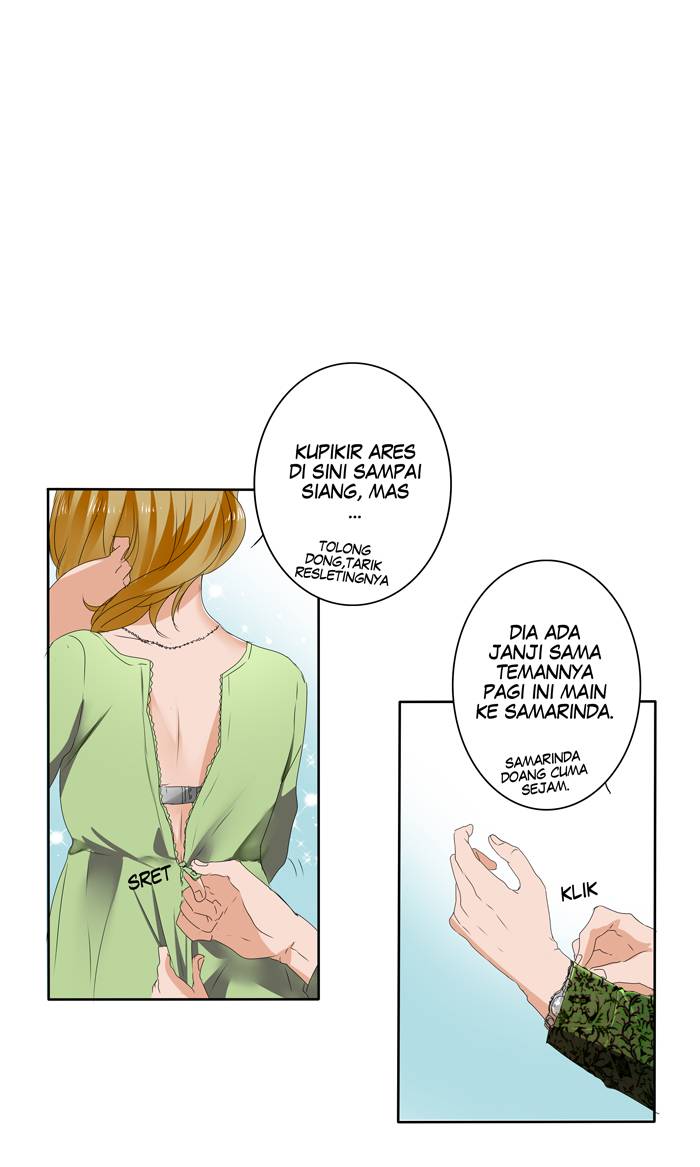 KUPIKIR ARES
DI SINI SAMPAI
SIANG, MAS
...
TOLONG
DONG,TARIK
RESLETINGNYA
DIA ADA
JANJI SAMA
TEMANNYA
PAGI INI MAIN
KE SAMARINDA.
SAMARINDA
DOANG CUMA
SEJAM.
SRET
KLIK